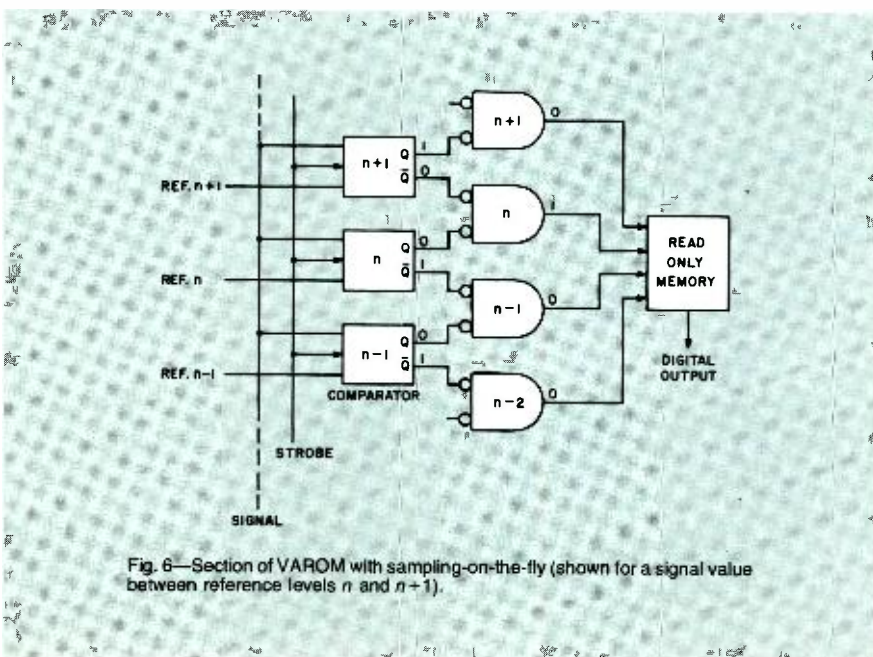 n+1
0
REF. n+1
n+1
Q 1
Q̄ 0
n
1
REF. n
n
Q 0
Q̄ 1
READ
ONLY
MEMORY
n-1
0
REF. n-1
n-1
Q 0
Q̄ 1
COMPARATOR
n-2
0
DIGITAL
OUTPUT
STROBE
SIGNAL
Fig. 6—Section of VAROM with sampling-on-the-fly (shown for a signal value
between reference levels n and n+1).